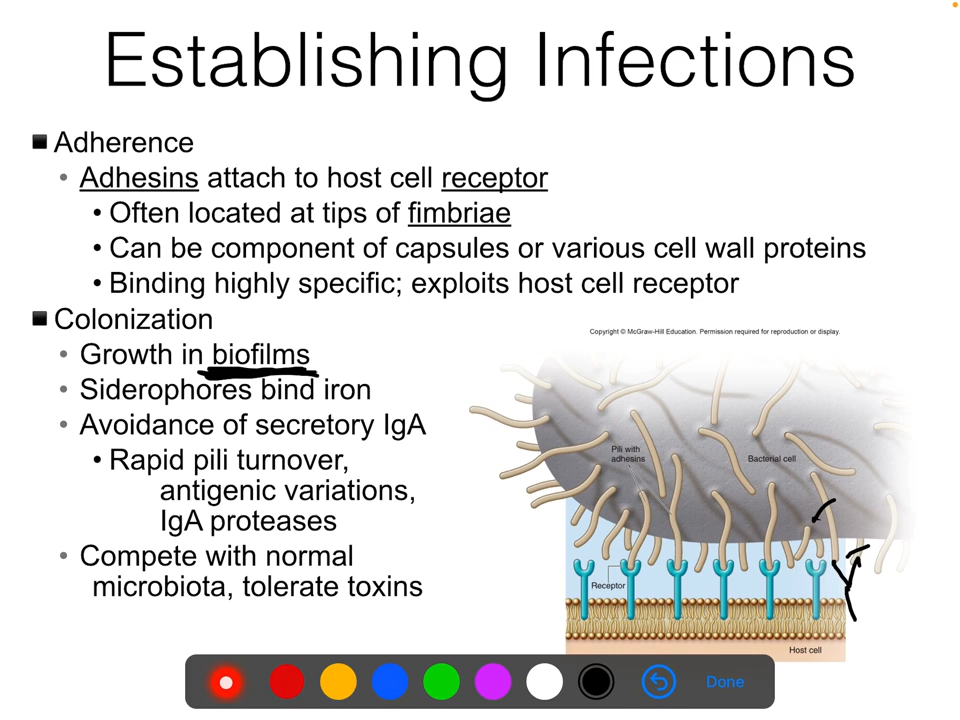 Establishing Infections
■ Adherence
• Adhesins attach to host cell receptor
• Often located at tips of fimbriae
• Can be component of capsules or various cell wall proteins
• Binding highly specific; exploits host cell receptor
■ Colonization
• Growth in biofilms
• Siderophores bind iron
• Avoidance of secretory IgA
• Rapid pili turnover,
antigenic variations,
IgA proteases
• Compete with normal
microbiota, tolerate toxins
Copyright © McGraw-Hill Education. Permission required for reproduction or display.
Pili with
adhesins
Bacterial cell
Receptor
Host cell
Done